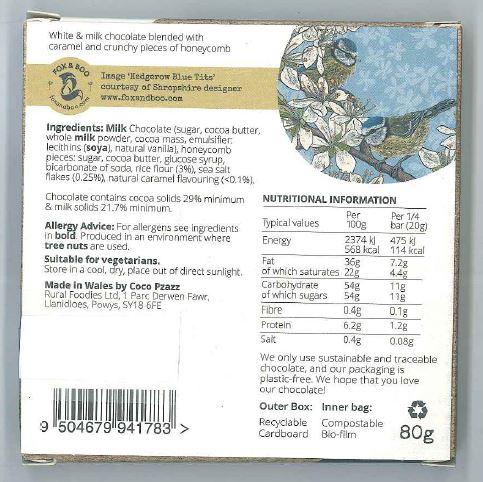 White & milk chocolate blended with
caramel and crunchy pieces of honeycomb
FOX & BOO
foxandboo.com
Image 'Hedgerow Blue Tits'
courtesy of Shropshire designer
www.foxandboo.com
Ingredients: Milk Chocolate (sugar, cocoa butter,
whole milk powder, cocoa mass, emulsifier:
lecithins (soya), natural vanilla), honeycomb
pieces: sugar, cocoa butter, glucose syrup,
bicarbonate of soda, rice flour (3%), sea salt
flakes (0.25%), natural caramel flavouring (<0.1%).
Chocolate contains cocoa solids 29% minimum
& milk solids 21.7% minimum.
Allergy Advice: For allergens see ingredients
in bold. Produced in an environment where
tree nuts are used.
Suitable for vegetarians.
Store in a cool, dry, place out of direct sunlight.
Made in Wales by Coco Pzazz
Rural Foodies Ltd, 1 Parc Derwen Fawr,
Llanidloes, Powys, SY18 6FE
9 504679 941783 >
NUTRITIONAL INFORMATION
Typical values Per 100g Per 1/4 bar (20g)
Energy 2374 kJ 475 kJ
568 kcal 114 kcal
Fat 36g 7.2g
of which saturates 22g 4.4g
Carbohydrate 54g 11g
of which sugars 54g 11g
Fibre 0.4g 0.1g
Protein 6.2g 1.2g
Salt 0.4g 0.08g
We only use sustainable and traceable
chocolate, and our packaging is
plastic-free. We hope that you love
our chocolate!
Outer Box: Inner bag:
Recyclable Compostable
Cardboard Bio-film
80g